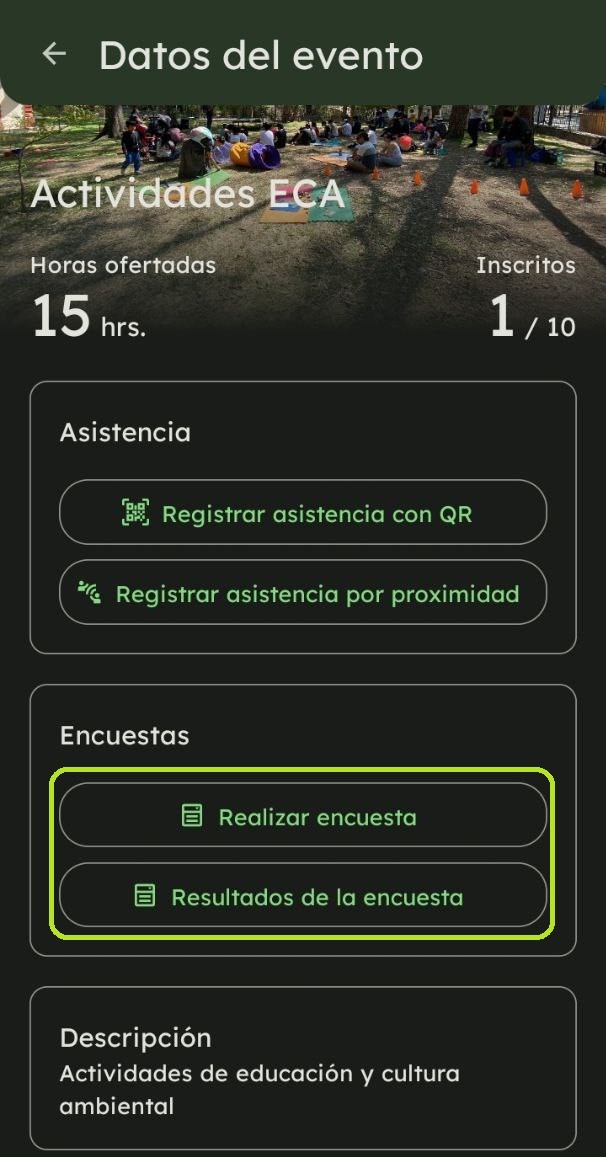 Datos del evento
Actividades ECA
Horas ofertadas
Inscritos
15 hrs.
1 / 10
Asistencia
Registrar asistencia con QR
Registrar asistencia por proximidad
Encuestas
Realizar encuesta
Resultados de la encuesta
Descripción
Actividades de educación y cultura
ambiental